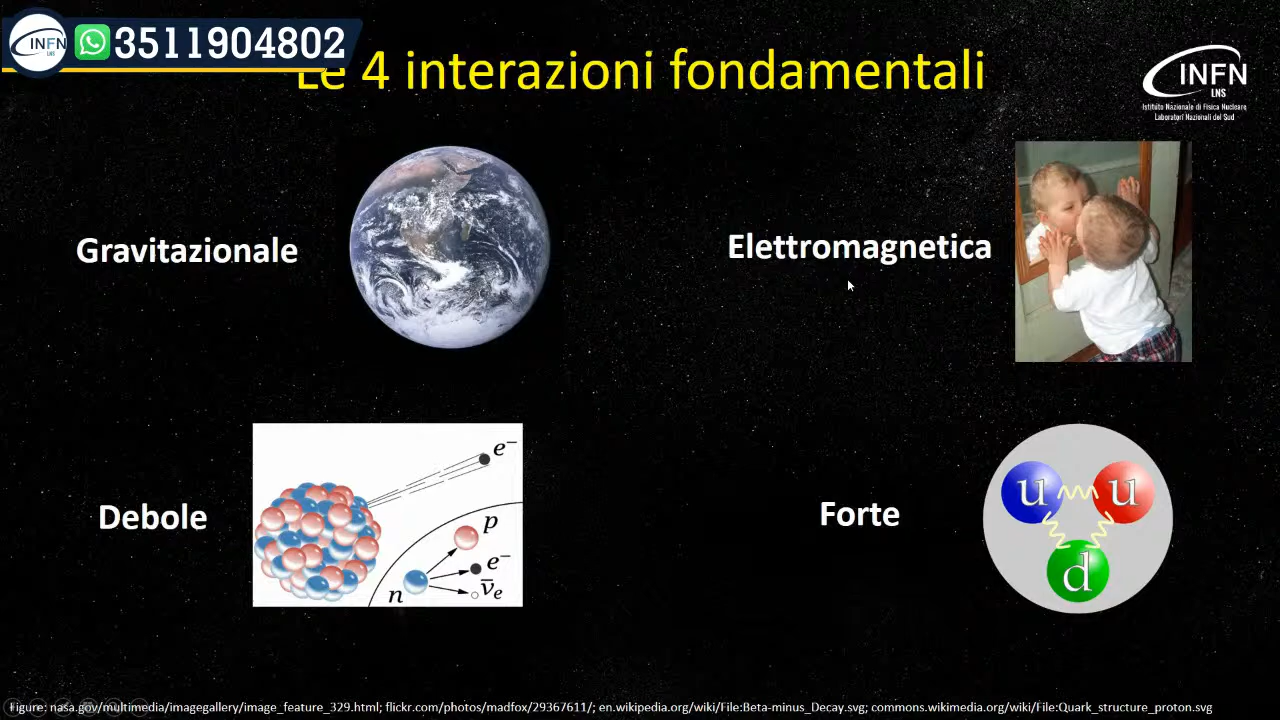 INFN
LNS
3511904802
Le 4 interazioni fondamentali
INFN
LNS
Istituto Nazionale di Fisica Nucleare
Laboratori Nazionali del Sud
Gravitazionale
Elettromagnetica
Debole
e⁻
p
e⁻
n
ν̅ₑ
Forte
u
u
d
Figure: nasa.gov/multimedia/imagegallery/image_feature_329.html; flickr.com/photos/madfox/29367611/; en.wikipedia.org/wiki/File:Beta-minus_Decay.svg; commons.wikimedia.org/wiki/File:Quark_structure_proton.svg